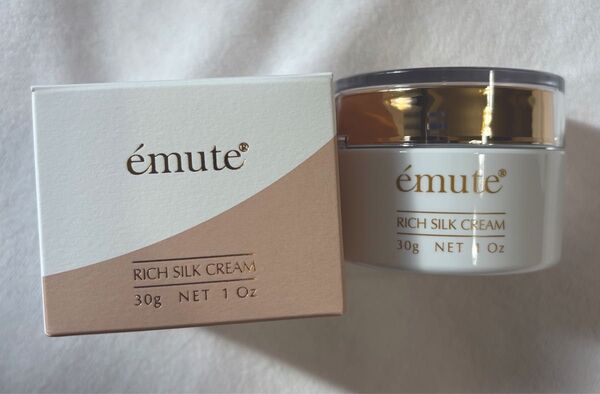 émute®
RICH SILK CREAM
30g NET 1 Oz
émute®
RICH SILK CREAM
30g NET 1 Oz